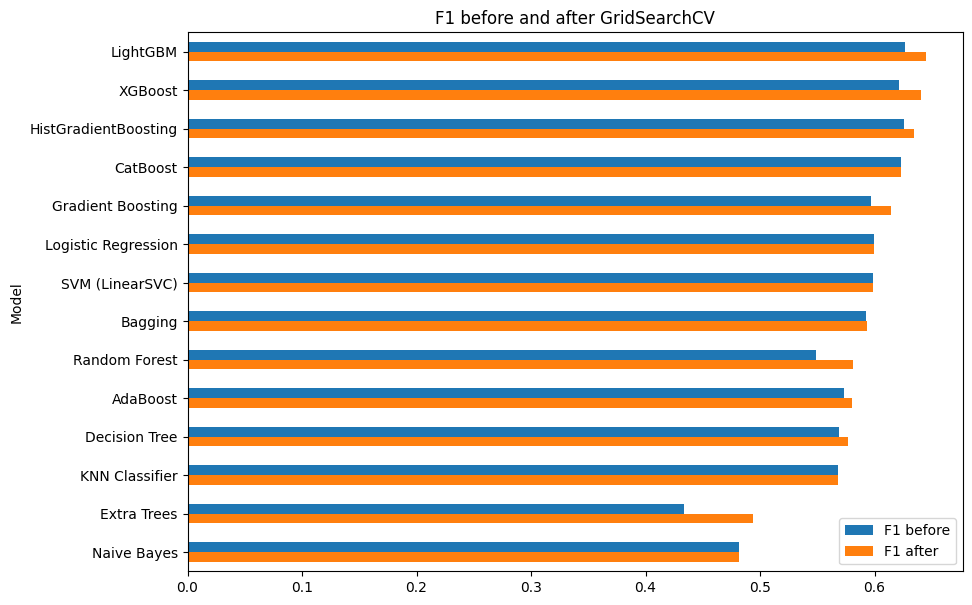 F1 before and after GridSearchCV
Model
LightGBM
XGBoost
HistGradientBoosting
CatBoost
Gradient Boosting
Logistic Regression
SVM (LinearSVC)
Bagging
Random Forest
AdaBoost
Decision Tree
KNN Classifier
Extra Trees
Naive Bayes
F1 before
F1 after
0.0 0.1 0.2 0.3 0.4 0.5 0.6